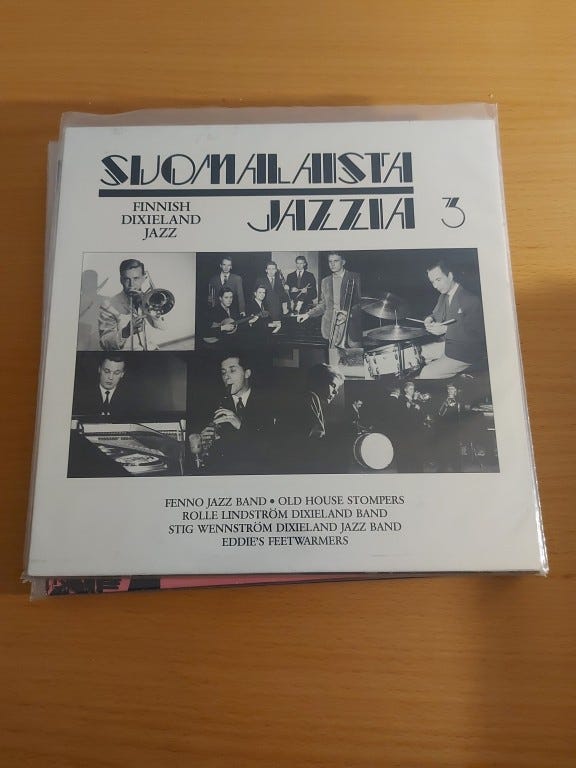 SUOMALAISTA
FINNISH
DIXIELAND
JAZZ
JAZZIA 3
FENNO JAZZ BAND • OLD HOUSE STOMPERS
ROLLE LINDSTRÖM DIXIELAND BAND
STIG WENNSTRÖM DIXIELAND JAZZ BAND
EDDIE'S FEETWARMERS